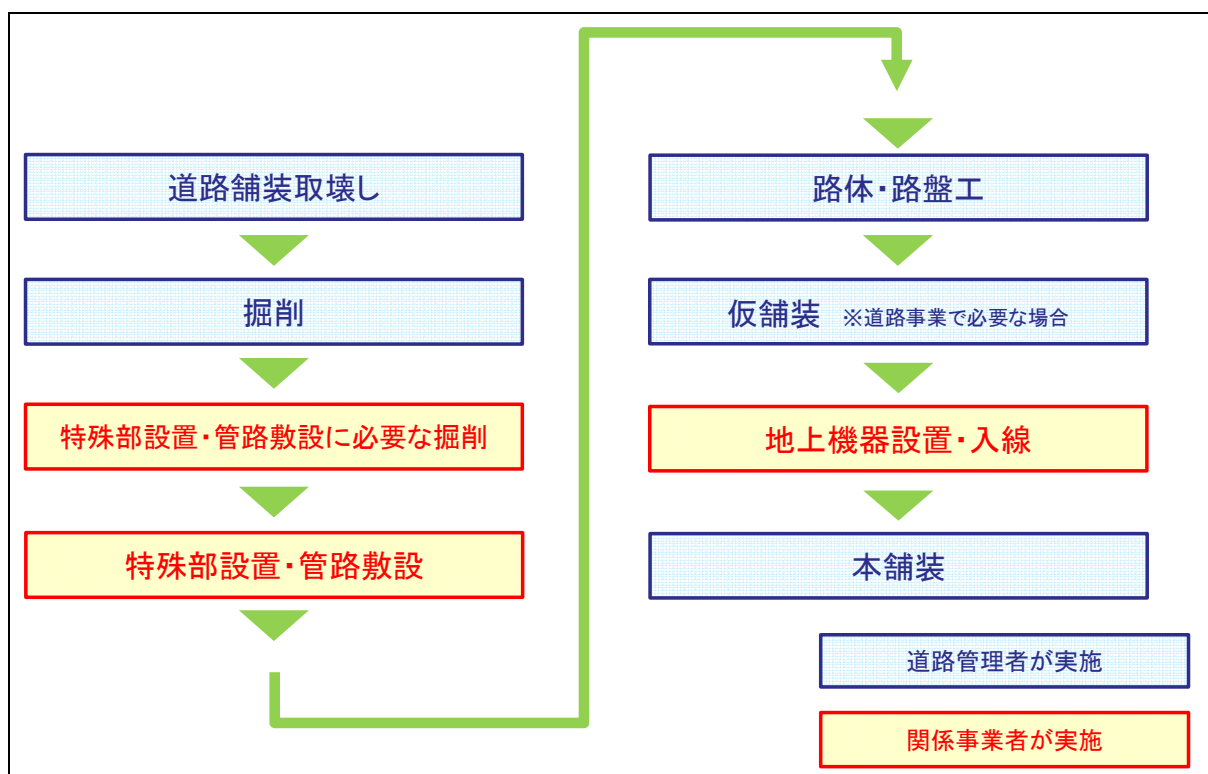 道路舗装取壊し
掘削
特殊部設置・管路敷設に必要な掘削
特殊部設置・管路敷設
路体・路盤工
仮舗装 ※道路事業で必要な場合
地上機器設置・入線
本舗装
道路管理者が実施
関係事業者が実施